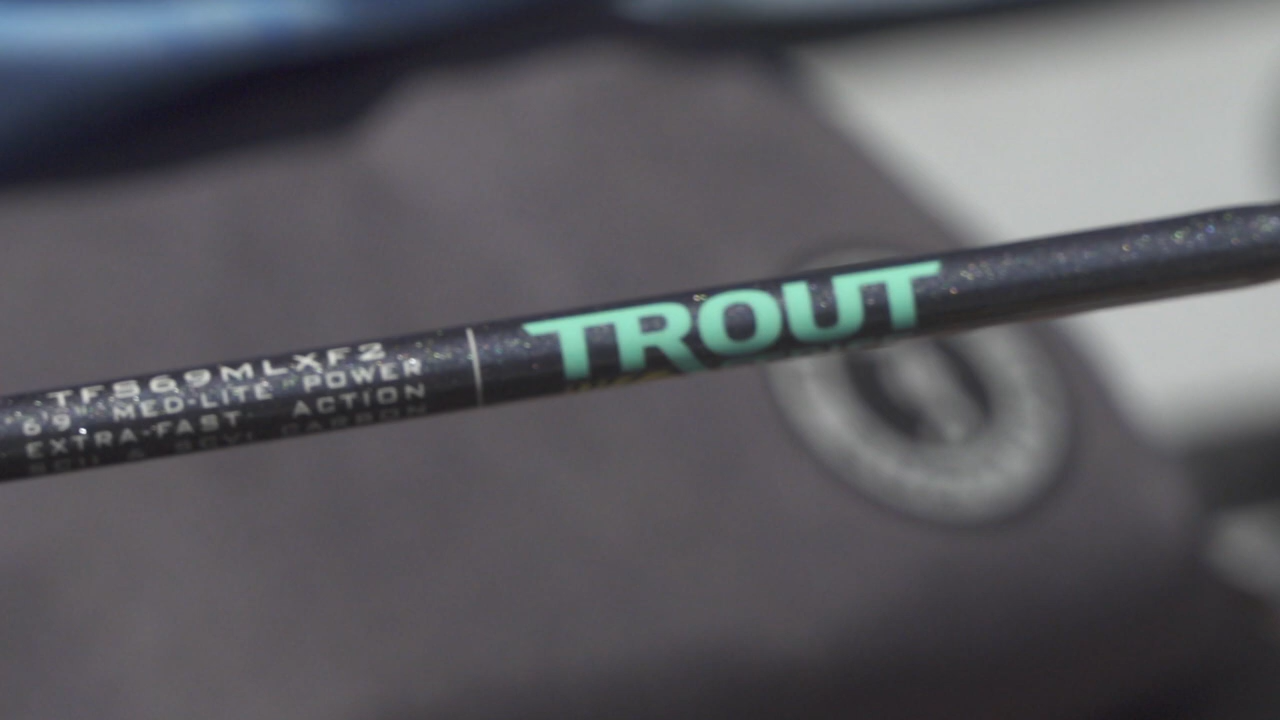 TFS69MLXF2
6'9" MED-LITE POWER
EXTRA-FAST ACTION
TROUT